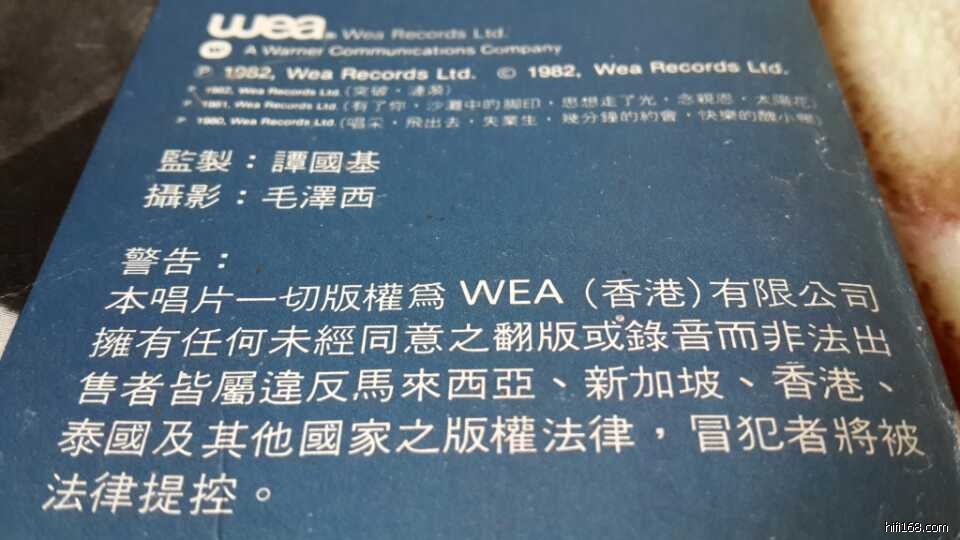 wea. Wea Records Ltd.
w A Warner Communications Company
℗ 1982, Wea Records Ltd. © 1982, Wea Records Ltd.
℗ 1982, Wea Records Ltd. (突破，漣漪)
℗ 1981, Wea Records Ltd. (有了你，沙灘中的脚印，思想走了光，念親恩，太陽花)
℗ 1980, Wea Records Ltd. (唱采，飛出去，失業生，幾分鐘的約會，快樂的醜小鴨)
監製：譚國基
攝影：毛澤西
警告：
本唱片一切版權爲 WEA (香港)有限公司
擁有任何未經同意之翻版或錄音而非法出
售者皆屬違反馬來西亞、新加坡、香港、
泰國及其他國家之版權法律，冒犯者將被
法律提控。
hifi168.com